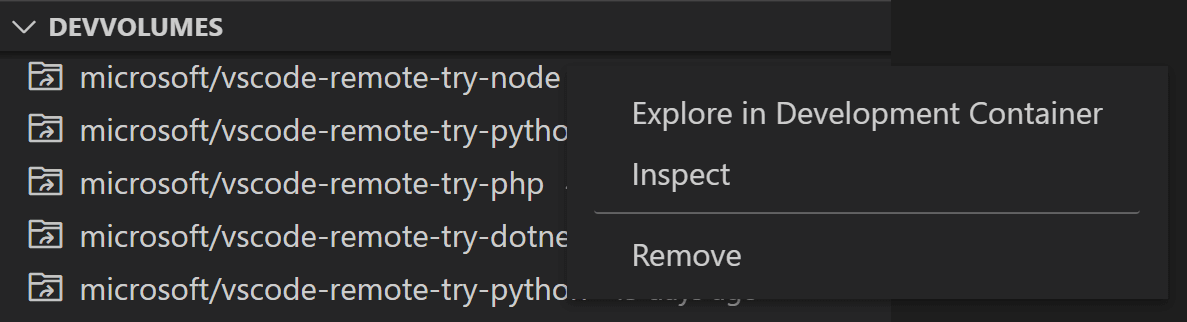 DEVVOLUMES
microsoft/vscode-remote-try-node
microsoft/vscode-remote-try-pytho
microsoft/vscode-remote-try-php
microsoft/vscode-remote-try-dotne
microsoft/vscode-remote-try-python
Explore in Development Container
Inspect
Remove